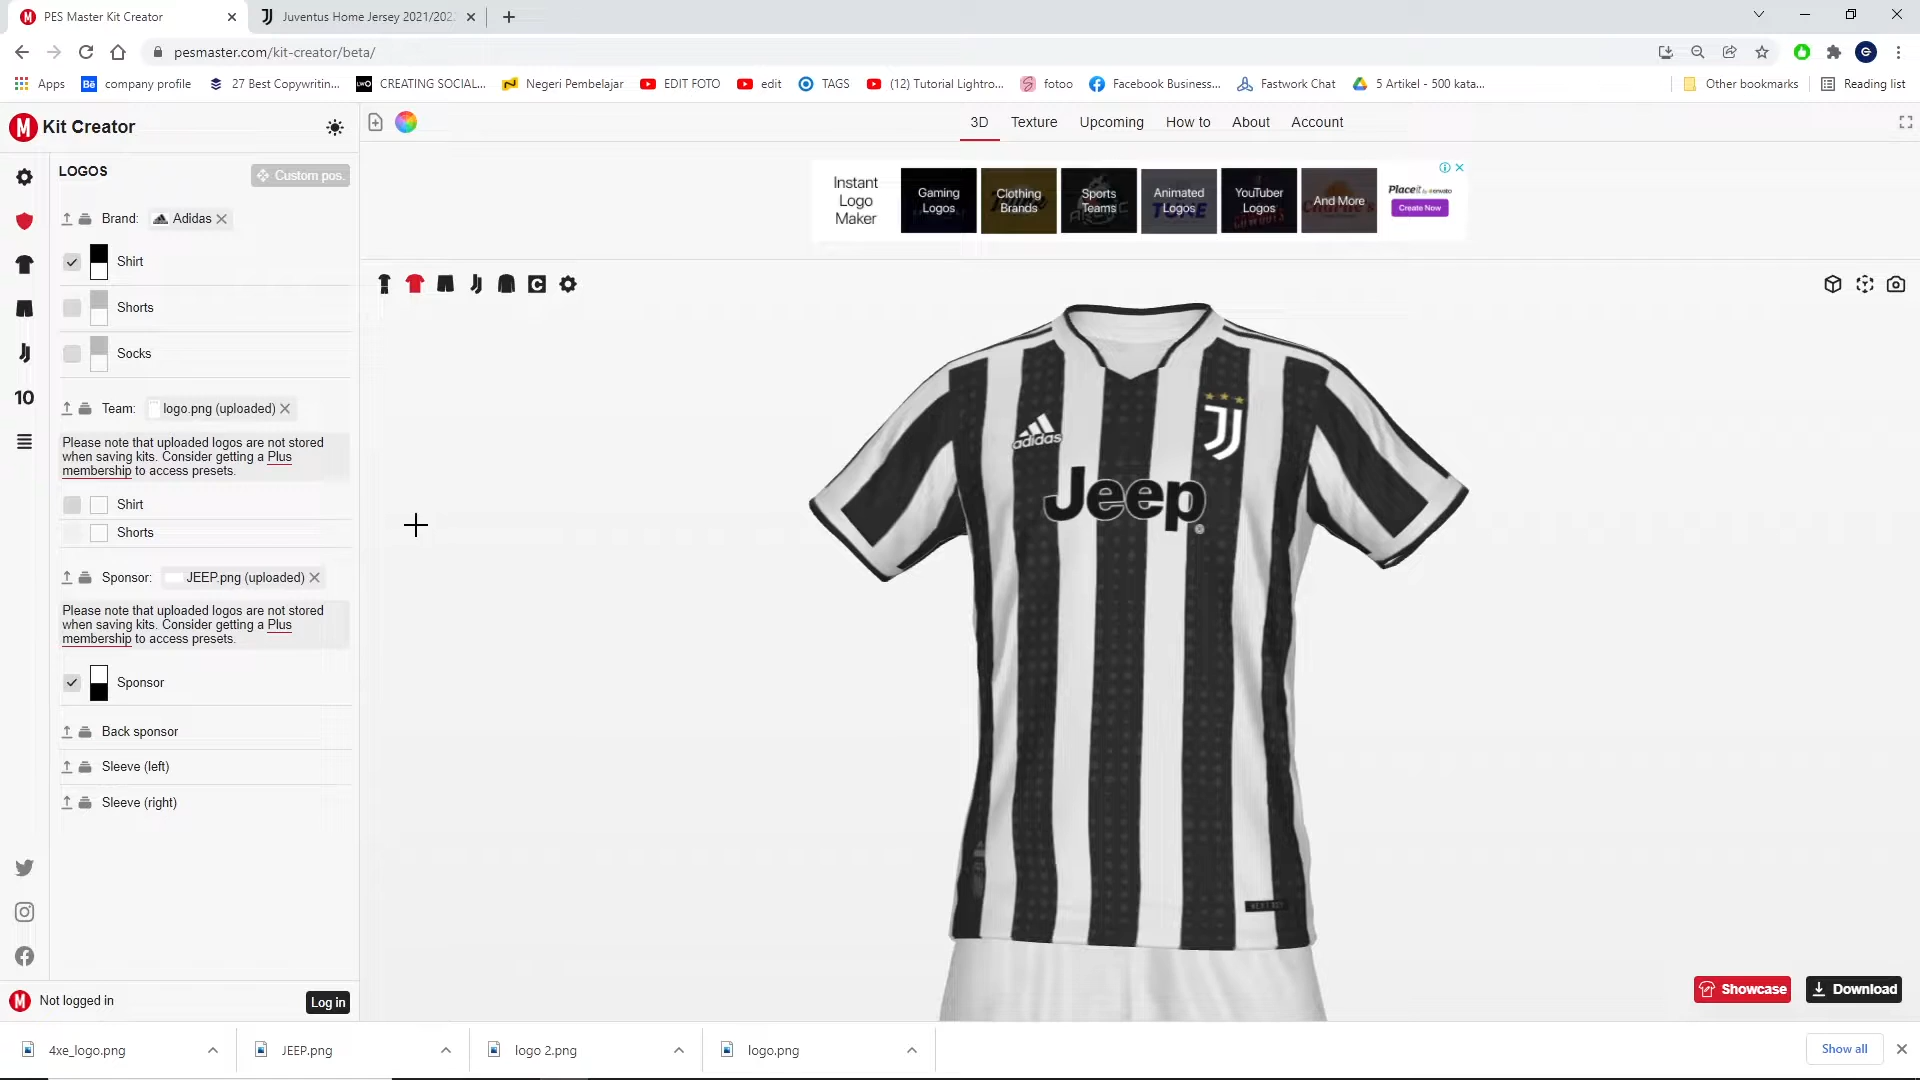 PES Master Kit Creator
Juventus Home Jersey 2021/202
pesmaster.com/kit-creator/beta/
Apps
company profile
27 Best Copywritin...
CREATING SOCIAL...
Negeri Pembelajar
EDIT FOTO
edit
TAGS
(12) Tutorial Lightro...
fotoo
Facebook Business...
Fastwork Chat
5 Artikel - 500 kata...
Other bookmarks
Reading list
M Kit Creator
3D
Texture
Upcoming
How to
About
Account
LOGOS
Custom pos.
Instant
Logo
Maker
Gaming
Logos
Clothing
Brands
Sports
Teams
Animated
Logos
YouTuber
Logos
And More
Placeit by envato
Create Now
Brand: Adidas
Shirt
Shorts
Socks
Team: logo.png (uploaded)
Please note that uploaded logos are not stored
when saving kits. Consider getting a Plus
membership to access presets.
Shirt
Shorts
Sponsor: JEEP.png (uploaded)
Please note that uploaded logos are not stored
when saving kits. Consider getting a Plus
membership to access presets.
Sponsor
Back sponsor
Sleeve (left)
Sleeve (right)
10
C
adidas
Jeep
Showcase
Download
M Not logged in
Log in
4xe_logo.png
JEEP.png
logo 2.png
logo.png
Show all